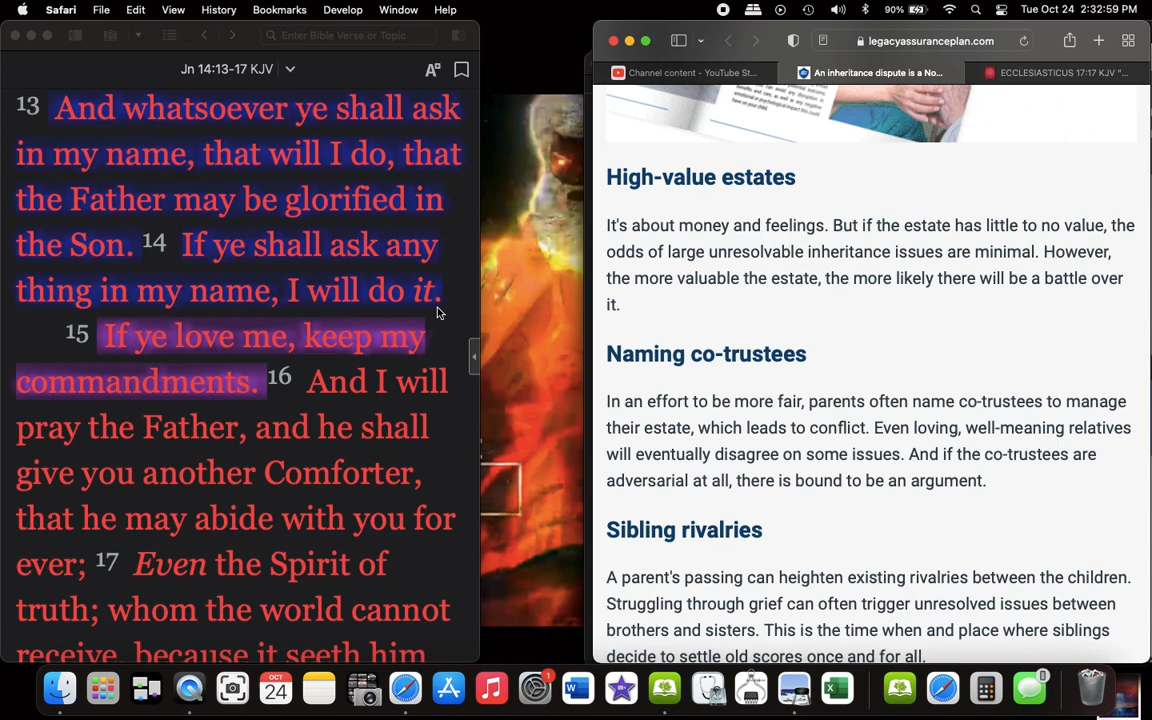 Safari File Edit View History Bookmarks Develop Window Help
90% Tue Oct 24 2:32:59 PM
Enter Bible Verse or Topic
Jn 14:13-17 KJV
13 And whatsoever ye shall ask
in my name, that will I do, that
the Father may be glorified in
the Son. 14 If ye shall ask any
thing in my name, I will do it.
15 If ye love me, keep my
commandments. 16 And I will
pray the Father, and he shall
give you another Comforter,
that he may abide with you for
ever; 17 Even the Spirit of
truth; whom the world cannot
receive, because it seeth him
legacyassuranceplan.com
Channel content - YouTube St...
An inheritance dispute is a No...
ECCLESIASTICUS 17:17 KJV "...
have on your child.
High-value estates
It's about money and feelings. But if the estate has little to no value, the
odds of large unresolvable inheritance issues are minimal. However,
the more valuable the estate, the more likely there will be a battle over
it.
Naming co-trustees
In an effort to be more fair, parents often name co-trustees to manage
their estate, which leads to conflict. Even loving, well-meaning relatives
will eventually disagree on some issues. And if the co-trustees are
adversarial at all, there is bound to be an argument.
Sibling rivalries
A parent's passing can heighten existing rivalries between the children.
Struggling through grief can often trigger unresolved issues between
brothers and sisters. This is the time when and place where siblings
decide to settle old scores once and for all.
OCT
24
1